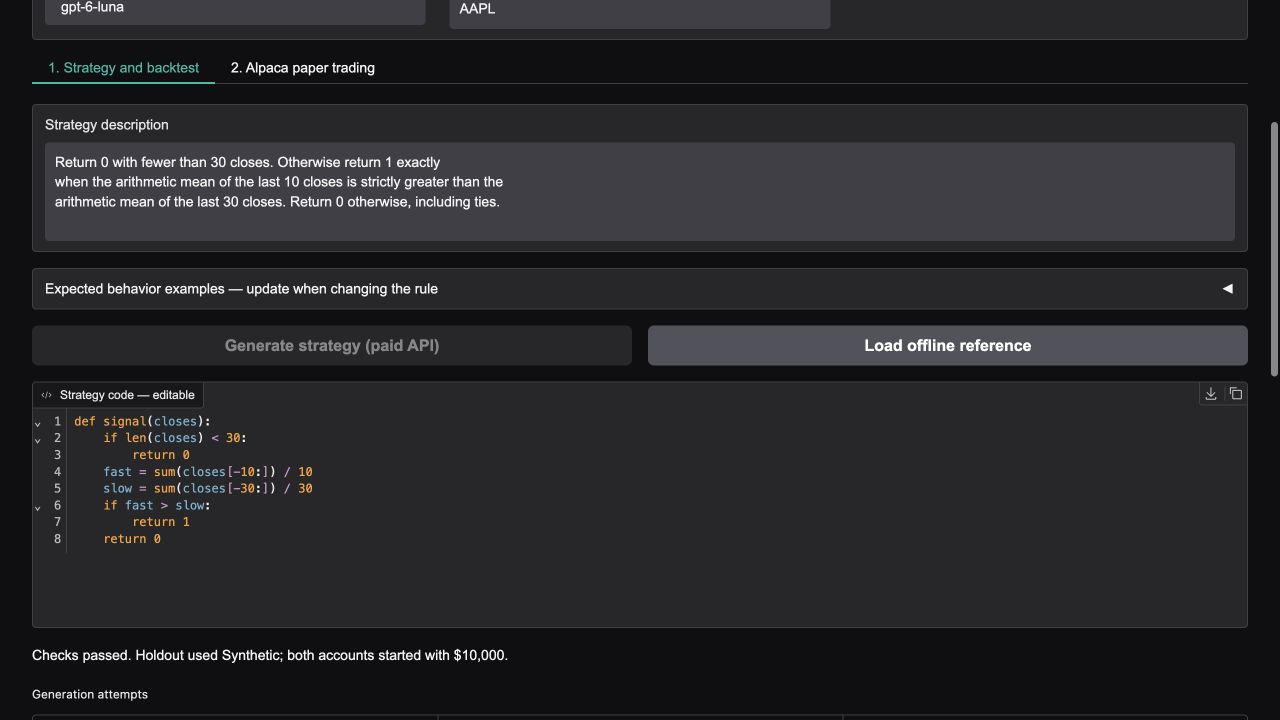 gpt-6-luna
AAPL
1. Strategy and backtest
2. Alpaca paper trading
Strategy description
Return 0 with fewer than 30 closes. Otherwise return 1 exactly
when the arithmetic mean of the last 10 closes is strictly greater than the
arithmetic mean of the last 30 closes. Return 0 otherwise, including ties.
Expected behavior examples — update when changing the rule
Generate strategy (paid API)
Load offline reference
Strategy code — editable
1 def signal(closes):
2     if len(closes) < 30:
3         return 0
4     fast = sum(closes[-10:]) / 10
5     slow = sum(closes[-30:]) / 30
6     if fast > slow:
7         return 1
8     return 0
Checks passed. Holdout used Synthetic; both accounts started with $10,000.
Generation attempts